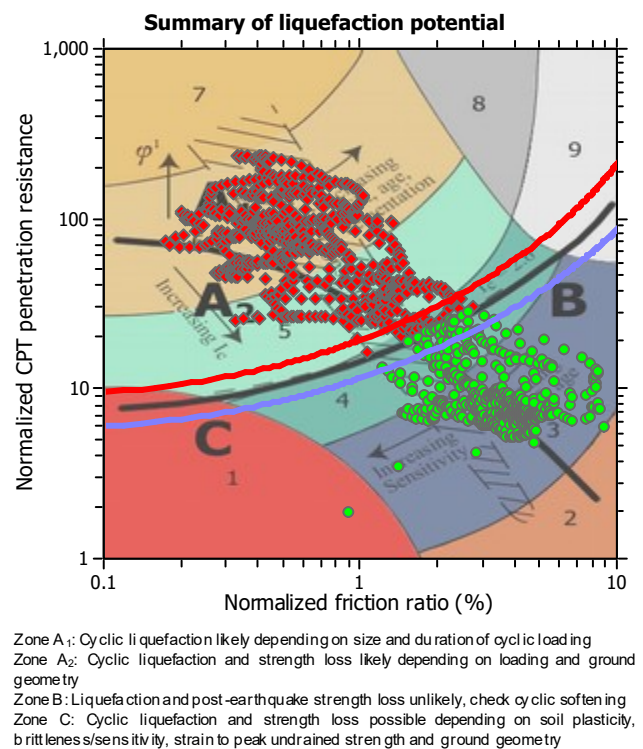 Summary of liquefaction potential
1,000
100
10
1
Normalized CPT penetration resistance
7
8
9
φ'
A
Increasing
age,
Increasing Ic
A2
5
B
4
3
C
1
Increasing
Sensitivity
2
0.1
1
10
Normalized friction ratio (%)
Zone A1: Cyclic liquefaction likely depending on size and duration of cyclic loading
Zone A2: Cyclic liquefaction and strength loss likely depending on loading and ground
geometry
Zone B: Liquefaction and post-earthquake strength loss unlikely, check cyclic softening
Zone C: Cyclic liquefaction and strength loss possible depending on soil plasticity,
brittleness/sensitivity, strain to peak undrained strength and ground geometry